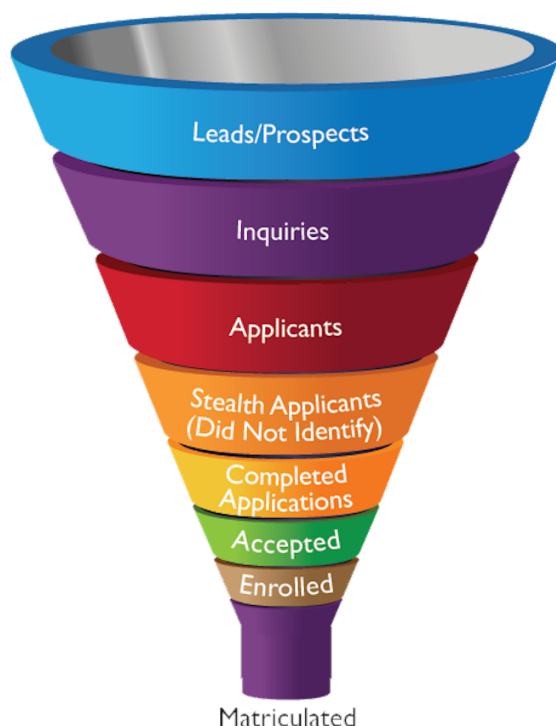 Leads/Prospects
Inquiries
Applicants
Stealth Applicants
(Did Not Identify)
Completed
Applications
Accepted
Enrolled
Matriculated